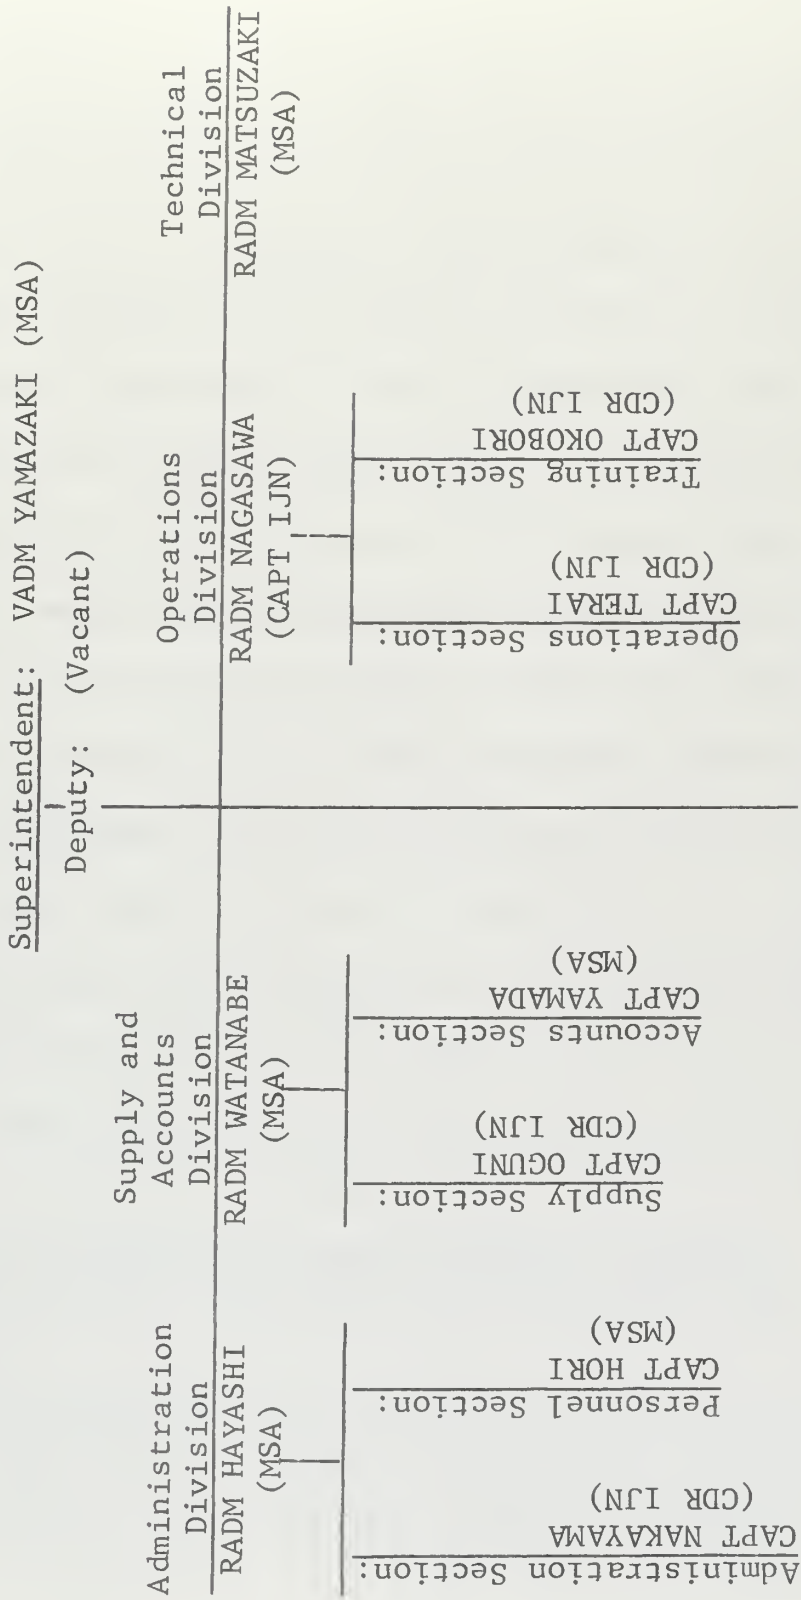 Superintendent: VADM YAMAZAKI (MSA)
Deputy: (Vacant)
Administration
Division
RADM HAYASHI
(MSA)
Supply and
Accounts
Division
RADM WATANABE
(MSA)
Operations
Division
RADM NAGASAWA
(CAPT IJN)
Technical
Division
RADM MATSUZAKI
(MSA)
Administration Section:
CAPT NAKAYAMA
(CDR IJN)
Personnel Section:
CAPT HORI
(MSA)
Supply Section:
CAPT OGUNI
(CDR IJN)
Accounts Section:
CAPT YAMADA
(MSA)
Operations Section:
CAPT TERAI
(CDR IJN)
Training Section:
CAPT OKOBORI
(CDR IJN)